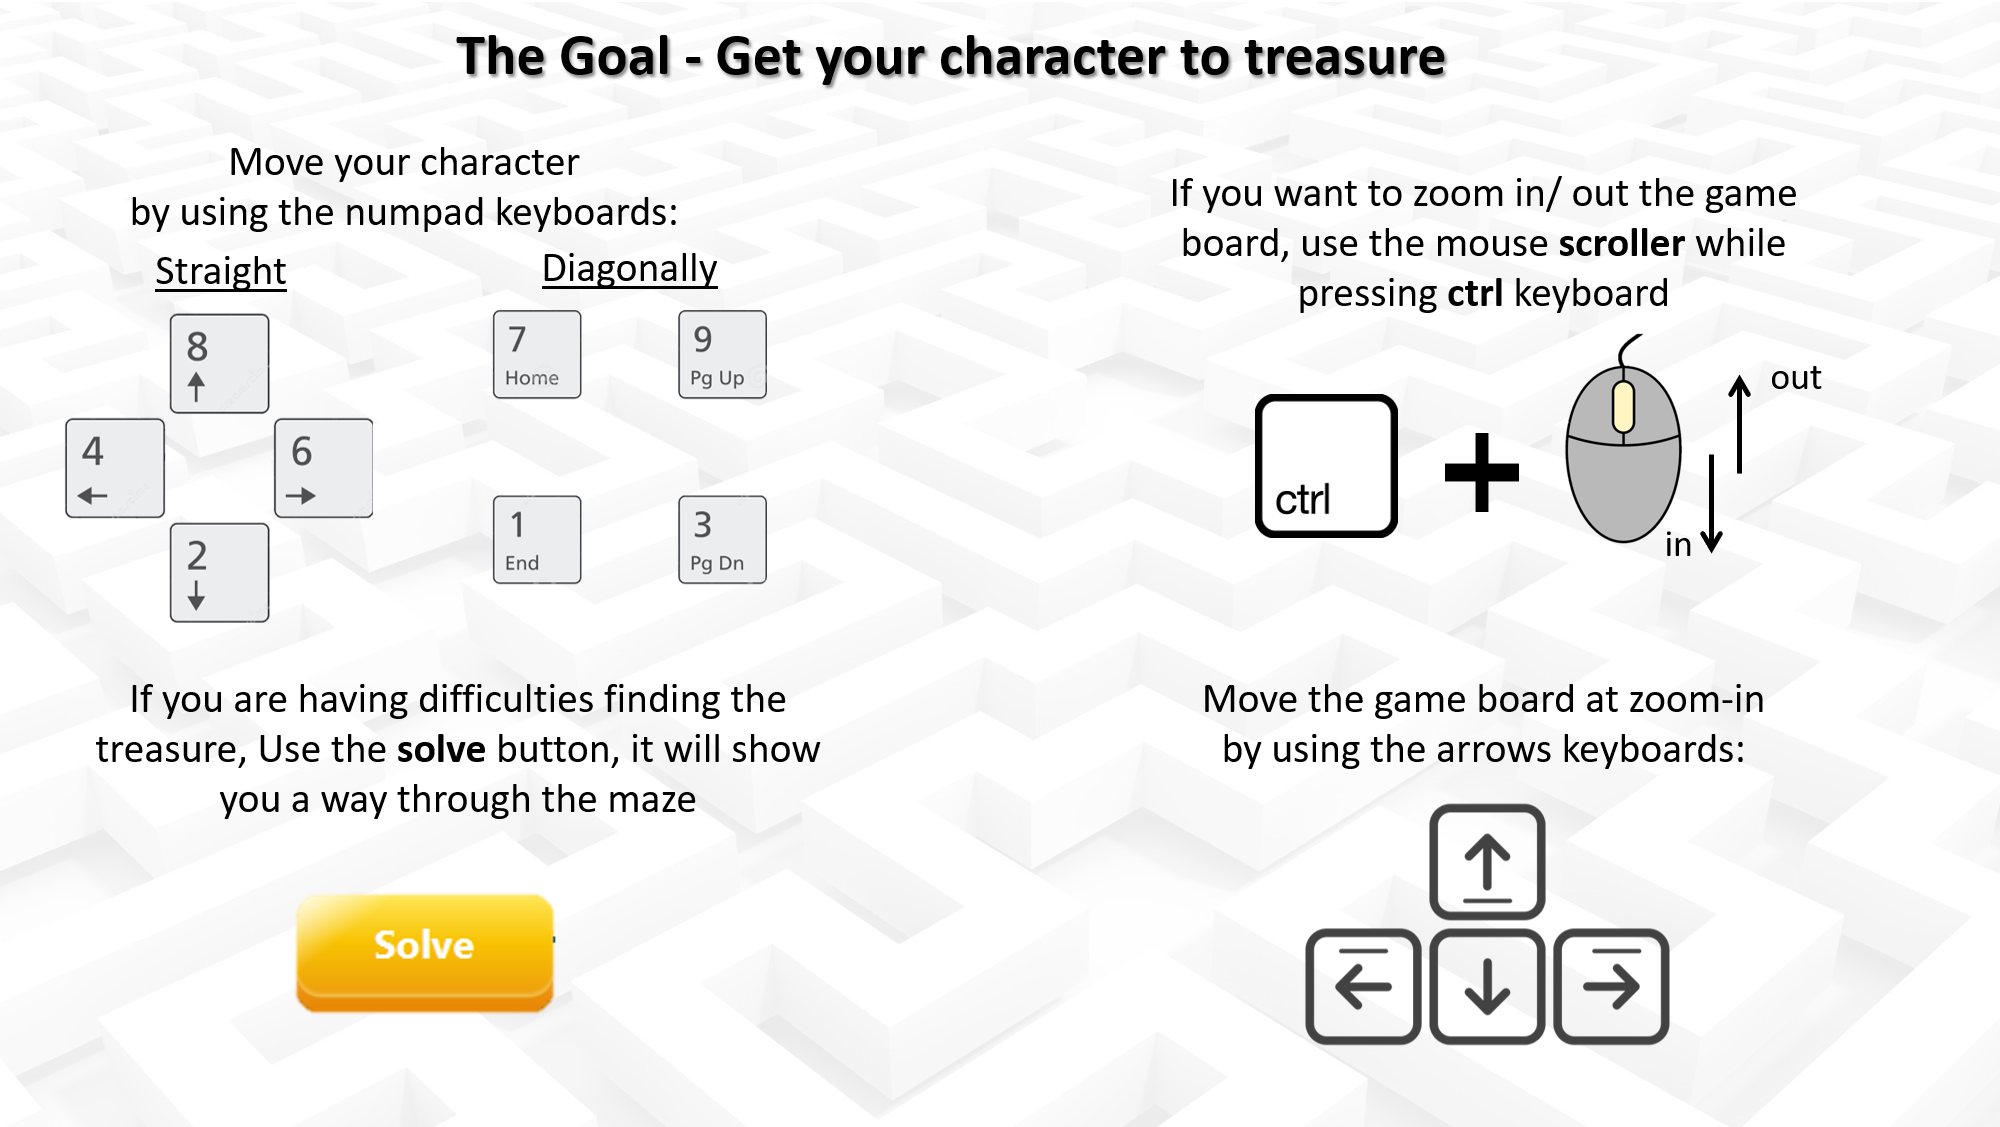 The Goal - Get your character to treasure
Move your character
by using the numpad keyboards:
Straight
Diagonally
8
4
6
2
7
Home
9
Pg Up
1
End
3
Pg Dn
If you want to zoom in/ out the game
board, use the mouse scroller while
pressing ctrl keyboard
ctrl
out
in
If you are having difficulties finding the
treasure, Use the solve button, it will show
you a way through the maze
Solve
Move the game board at zoom-in
by using the arrows keyboards: